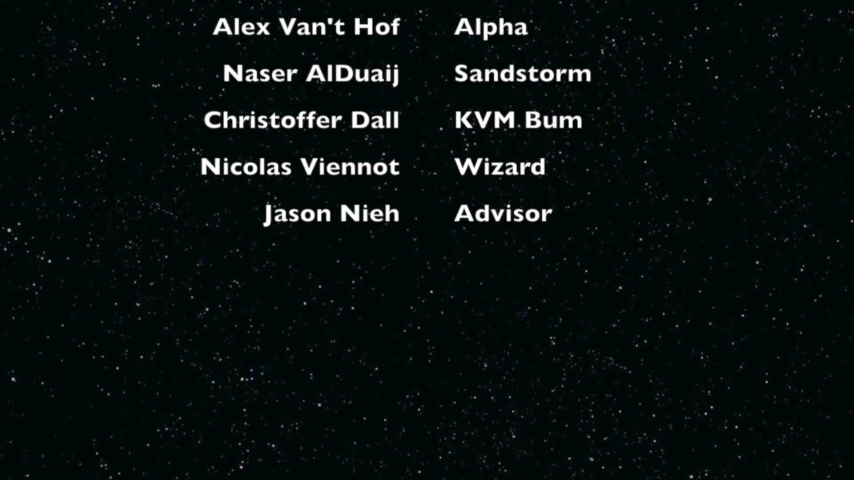 Alex Van't Hof Alpha
Naser AlDuaij Sandstorm
Christoffer Dall KVM Bum
Nicolas Viennot Wizard
Jason Nieh Advisor